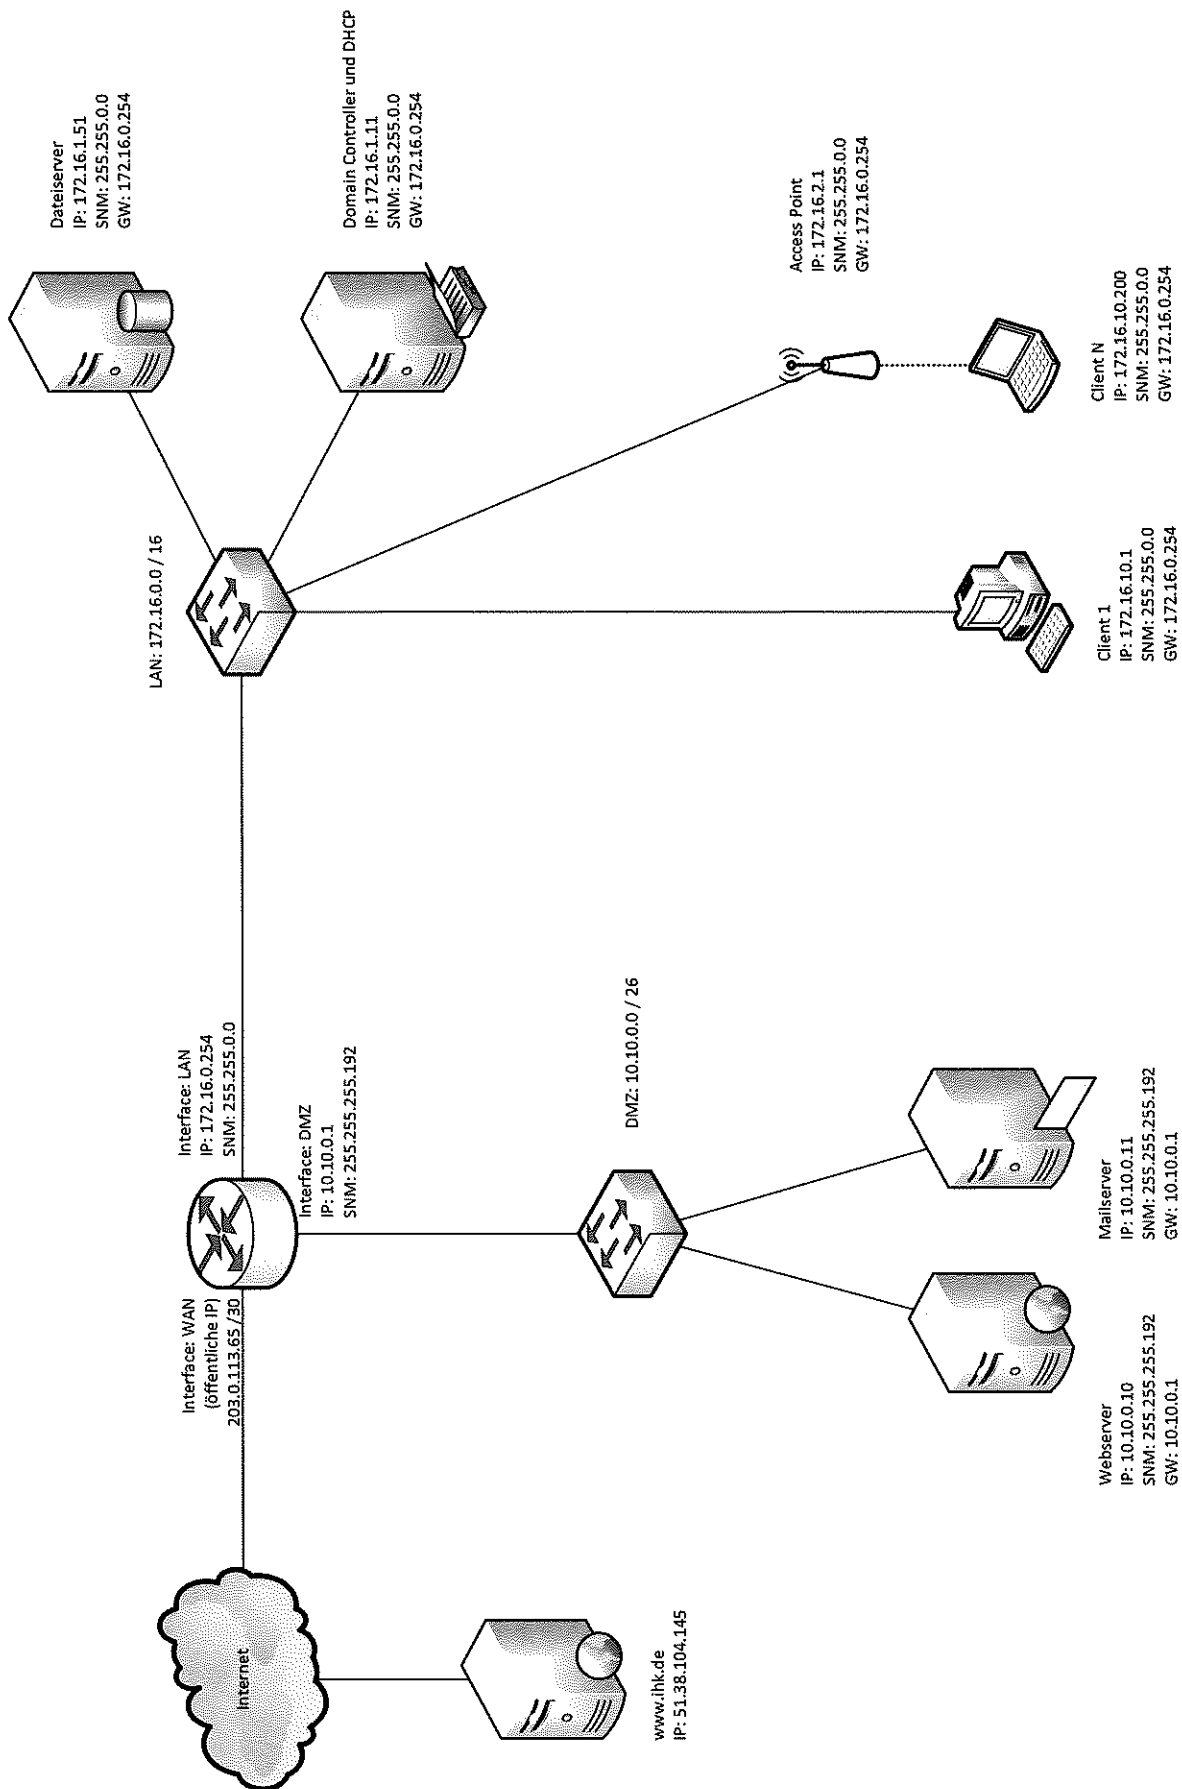 Internet
www.ihk.de
IP: 51.38.104.145
Interface: WAN
(öffentliche IP)
203.0.113.65 /30
Interface: LAN
IP: 172.16.0.254
SNM: 255.255.0.0
Interface: DMZ
IP: 10.10.0.1
SNM: 255.255.255.192
DMZ: 10.10.0.0 / 26
Webserver
IP: 10.10.0.10
SNM: 255.255.255.192
GW: 10.10.0.1
Mailserver
IP: 10.10.0.11
SNM: 255.255.255.192
GW: 10.10.0.1
LAN: 172.16.0.0 / 16
Dateiserver
IP: 172.16.1.51
SNM: 255.255.0.0
GW: 172.16.0.254
Domain Controller und DHCP
IP: 172.16.1.11
SNM: 255.255.0.0
GW: 172.16.0.254
Access Point
IP: 172.16.2.1
SNM: 255.255.0.0
GW: 172.16.0.254
Client 1
IP: 172.16.10.1
SNM: 255.255.0.0
GW: 172.16.0.254
Client N
IP: 172.16.10.200
SNM: 255.255.0.0
GW: 172.16.0.254